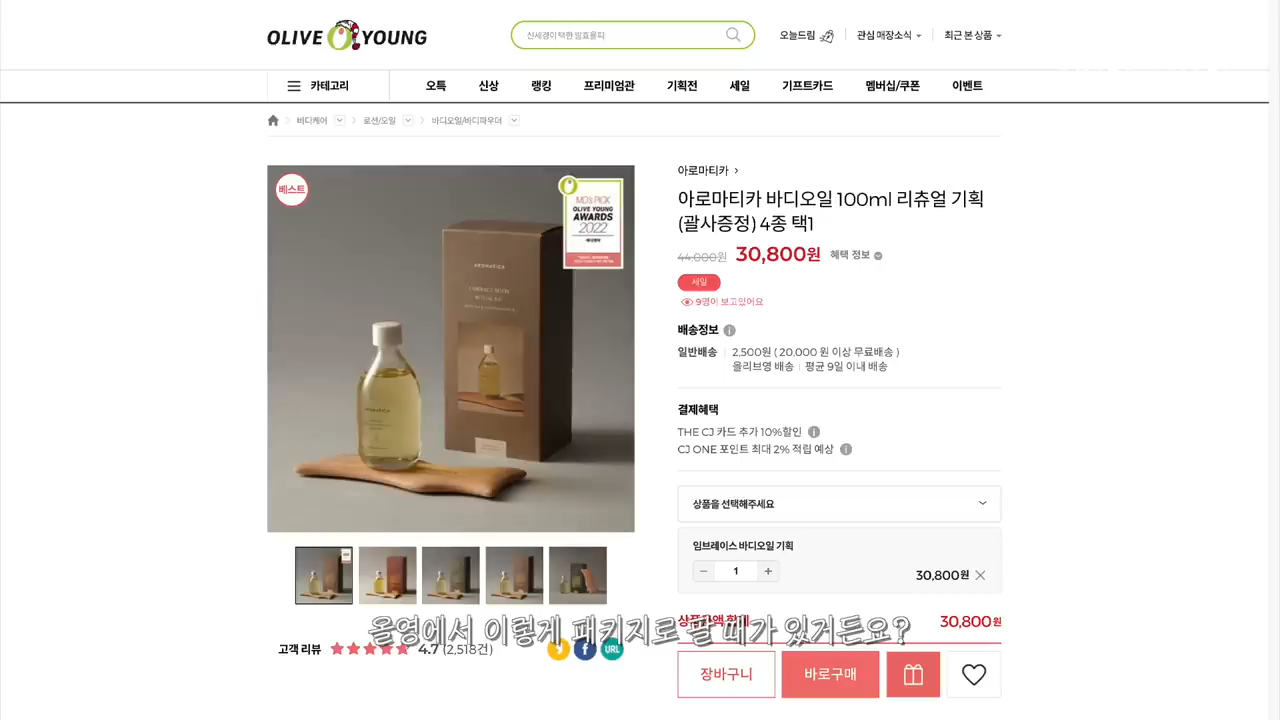 OLIVE YOUNG
신세경이 택한 발효율피
오늘드림
관심 매장소식
최근 본 상품
카테고리
오특
신상
랭킹
프리미엄관
기획전
세일
기프트카드
멤버십/쿠폰
이벤트
바디케어
로션/오일
바디오일/바디파우더
베스트
MD's PICK
OLIVE YOUNG
AWARDS
2022
AROMATICA
아로마티카 ›
아로마티카 바디오일 100ml 리츄얼 기획
(괄사증정) 4종 택1
44,000원 30,800원 혜택 정보
세일
9명이 보고있어요
배송정보
일반배송 2,500원 ( 20,000 원 이상 무료배송 )
올리브영 배송 | 평균 9일 이내 배송
결제혜택
THE CJ 카드 추가 10%할인
CJ ONE 포인트 최대 2% 적립 예상
상품을 선택해주세요
임브레이스 바디오일 기획
1
30,800원
30,800원
올영에서 이렇게 패키지로 팔 때가 있거든요?
고객 리뷰 4.7 (2,518건)
f
URL
장바구니
바로구매